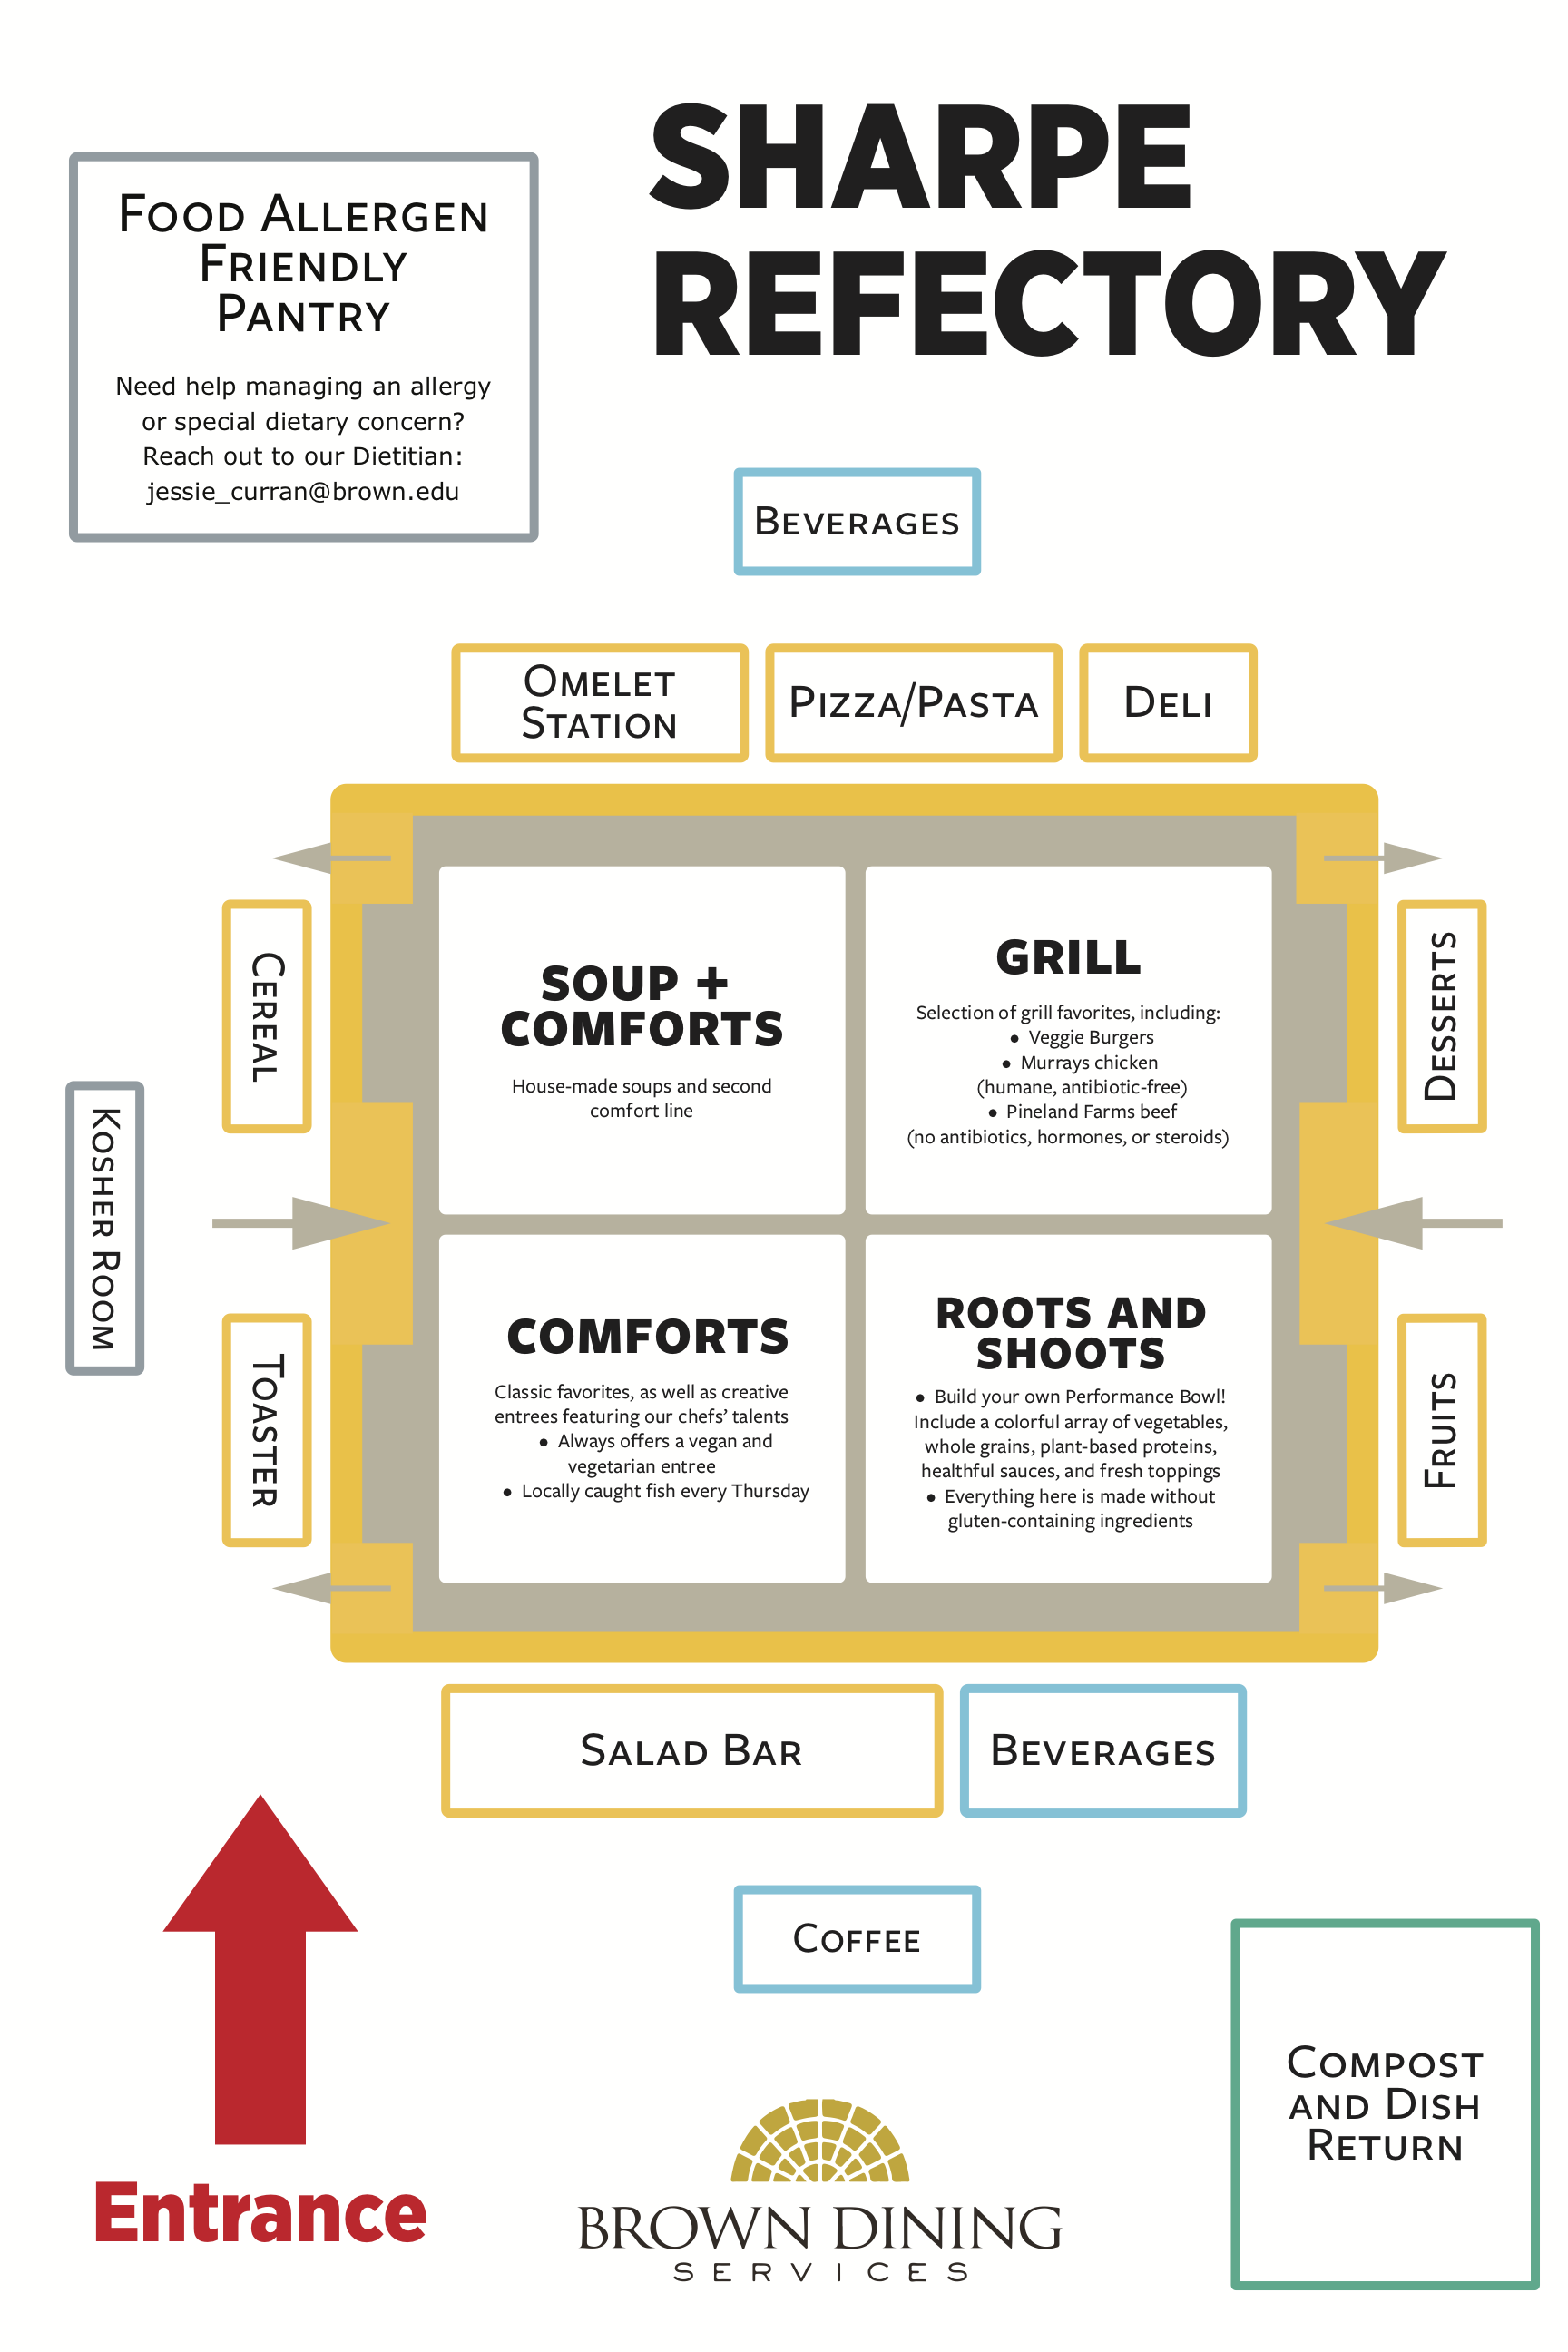 SHARPE
REFECTORY
Food Allergen
Friendly
Pantry
Need help managing an allergy
or special dietary concern?
Reach out to our Dietitian:
jessie_curran@brown.edu
Beverages
Omelet
Station
Pizza/Pasta
Deli
Cereal
Kosher Room
Toaster
SOUP +
COMFORTS
House-made soups and second
comfort line
GRILL
Selection of grill favorites, including:
• Veggie Burgers
• Murrays chicken
(humane, antibiotic-free)
• Pineland Farms beef
(no antibiotics, hormones, or steroids)
COMFORTS
Classic favorites, as well as creative
entrees featuring our chefs’ talents
• Always offers a vegan and
vegetarian entree
• Locally caught fish every Thursday
ROOTS AND
SHOOTS
• Build your own Performance Bowl!
Include a colorful array of vegetables,
whole grains, plant-based proteins,
healthful sauces, and fresh toppings
• Everything here is made without
gluten-containing ingredients
Desserts
Fruits
Salad Bar
Beverages
Coffee
Entrance
BROWN DINING
SERVICES
Compost
and Dish
Return